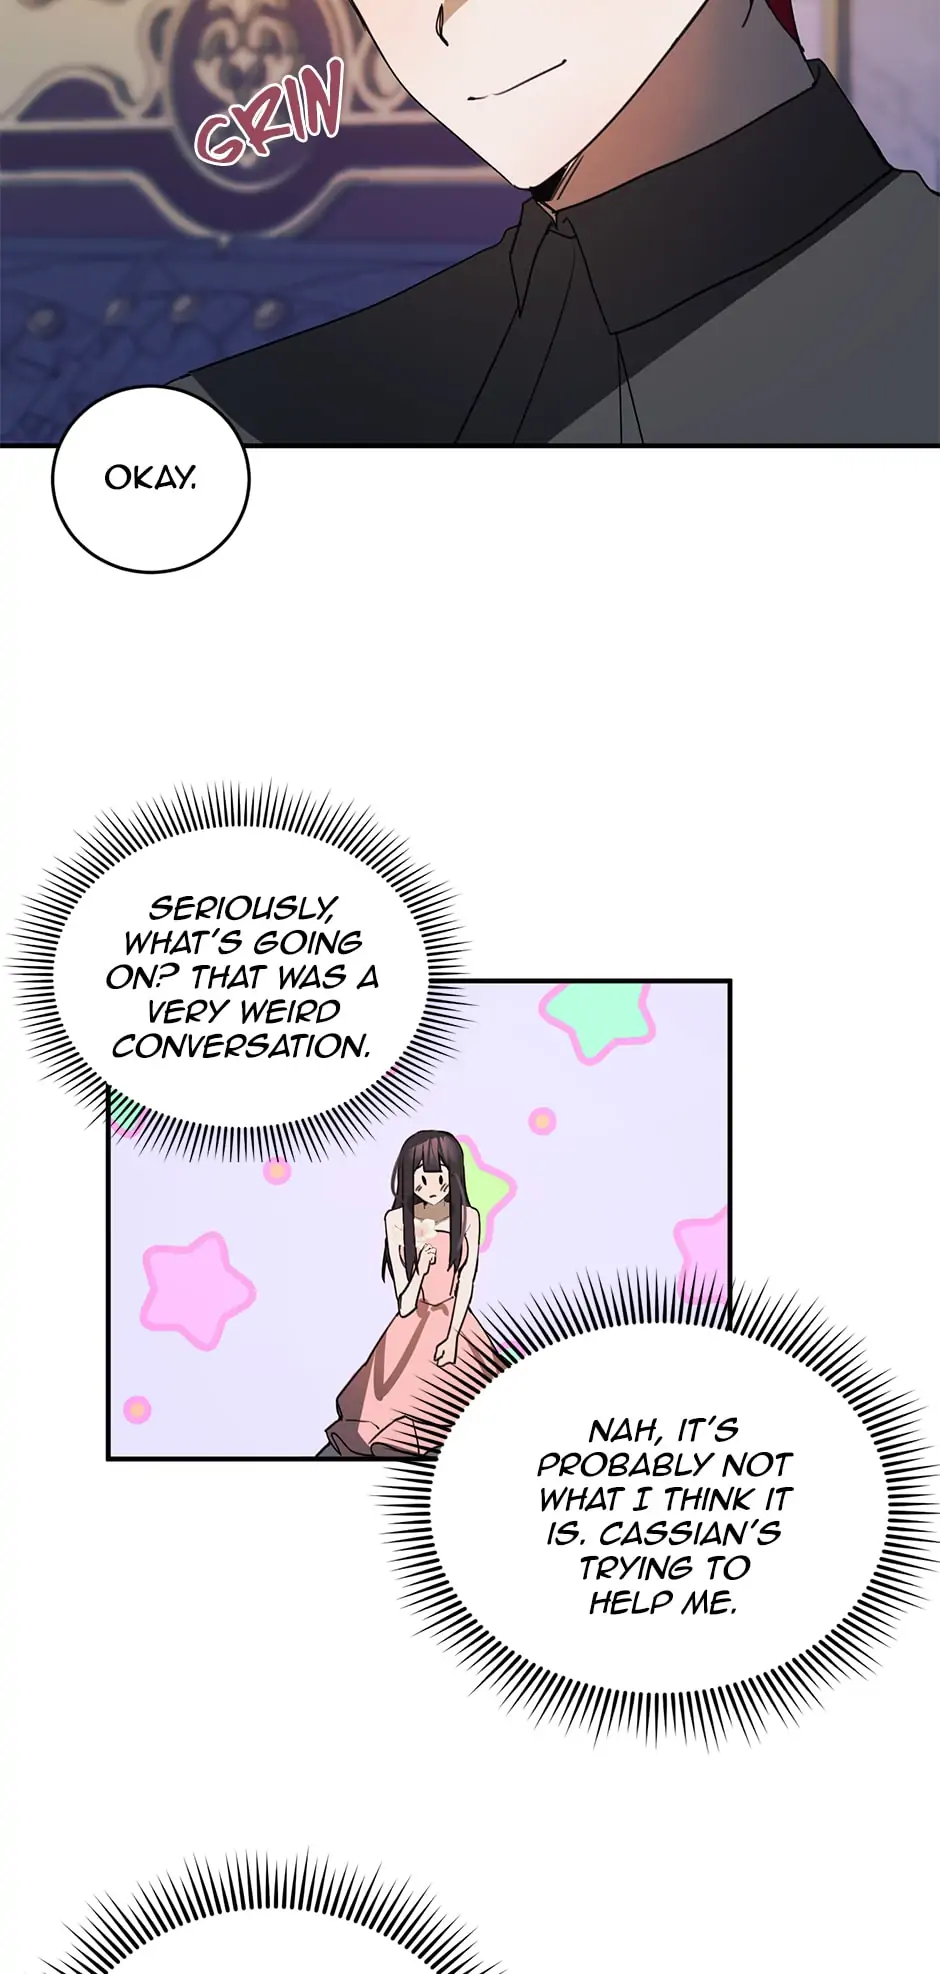 GRIN
OKAY.
SERIOUSLY,
WHAT'S GOING
ON? THAT WAS A
VERY WEIRD
CONVERSATION.
NAH, IT'S
PROBABLY NOT
WHAT I THINK IT
IS. CASSIAN'S
TRYING TO
HELP ME.